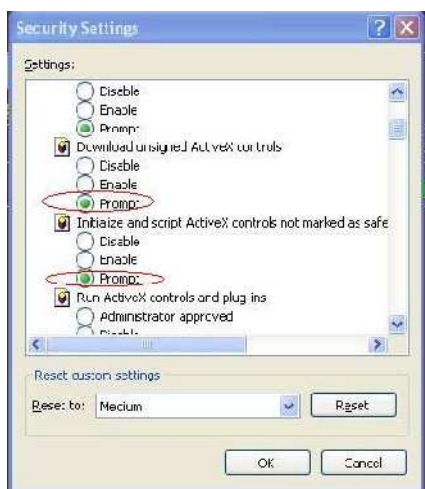 Security Settings
Settings:
Disable
Enable
Prompt
Download unsigned ActiveX controls
Disable
Enable
Prompt
Initialize and script ActiveX controls not marked as safe
Disable
Enable
Prompt
Run ActiveX controls and plug-ins
Administrator approved
Disable
Reset custom settings
Reset to: Medium Reset
OK Cancel